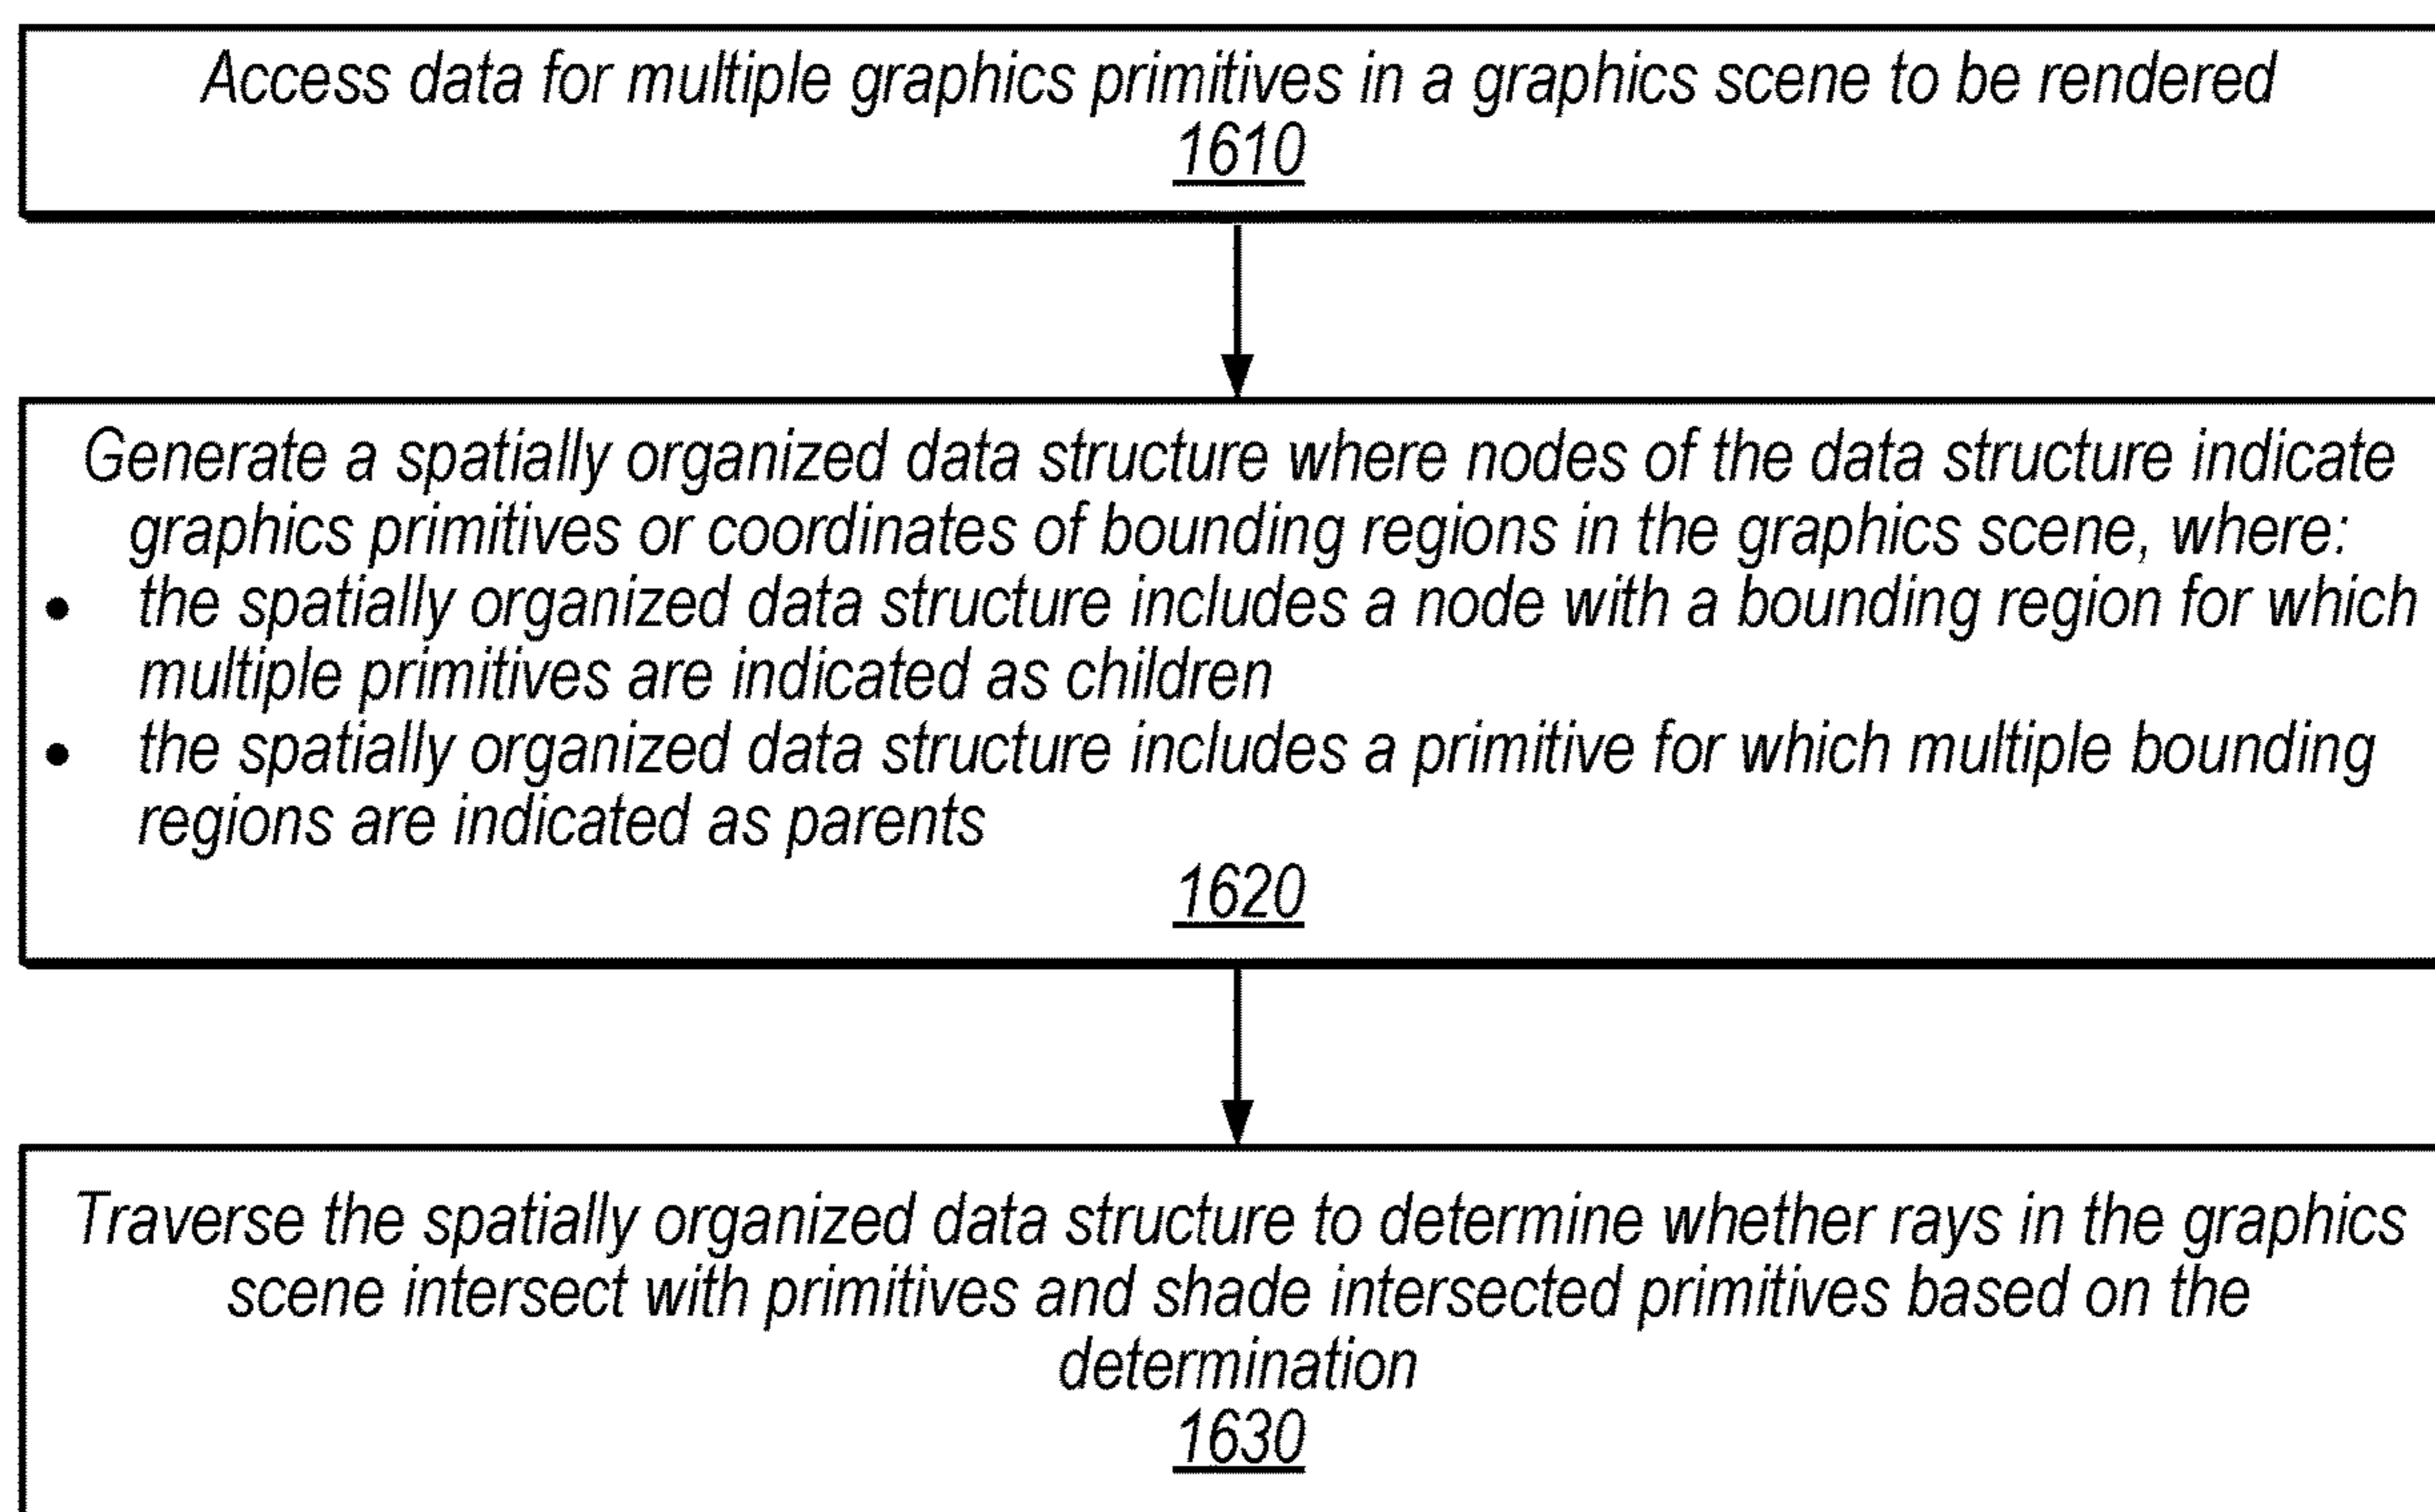 Access data for multiple graphics primitives in a graphics scene to be rendered
1610
Generate a spatially organized data structure where nodes of the data structure indicate
graphics primitives or coordinates of bounding regions in the graphics scene, where:
• the spatially organized data structure includes a node with a bounding region for which
multiple primitives are indicated as children
• the spatially organized data structure includes a primitive for which multiple bounding
regions are indicated as parents
1620
Traverse the spatially organized data structure to determine whether rays in the graphics
scene intersect with primitives and shade intersected primitives based on the
determination
1630